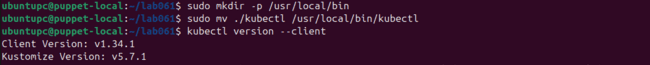 ubuntupc@puppet-local:~/lab061$ sudo mkdir -p /usr/local/bin
ubuntupc@puppet-local:~/lab061$ sudo mv ./kubectl /usr/local/bin/kubectl
ubuntupc@puppet-local:~/lab061$ kubectl version --client
Client Version: v1.34.1
Kustomize Version: v5.7.1